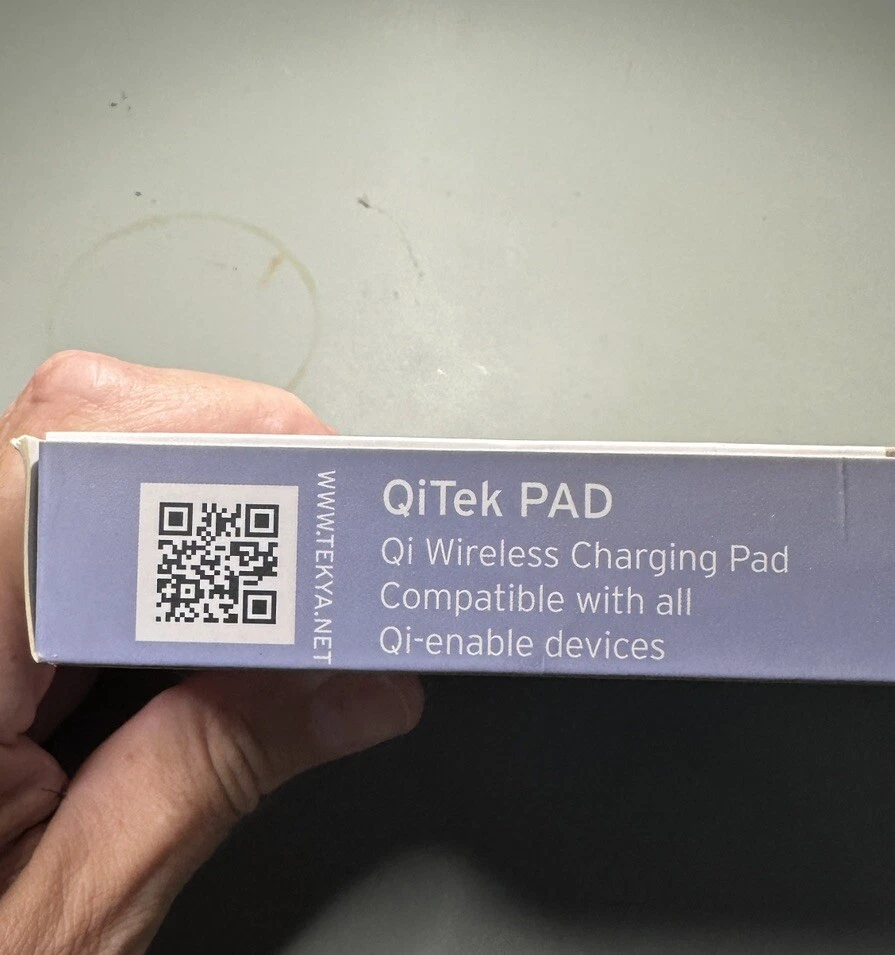 WWW.TEKYA.NET
QiTek PAD
Qi Wireless Charging Pad
Compatible with all
Qi-enable devices